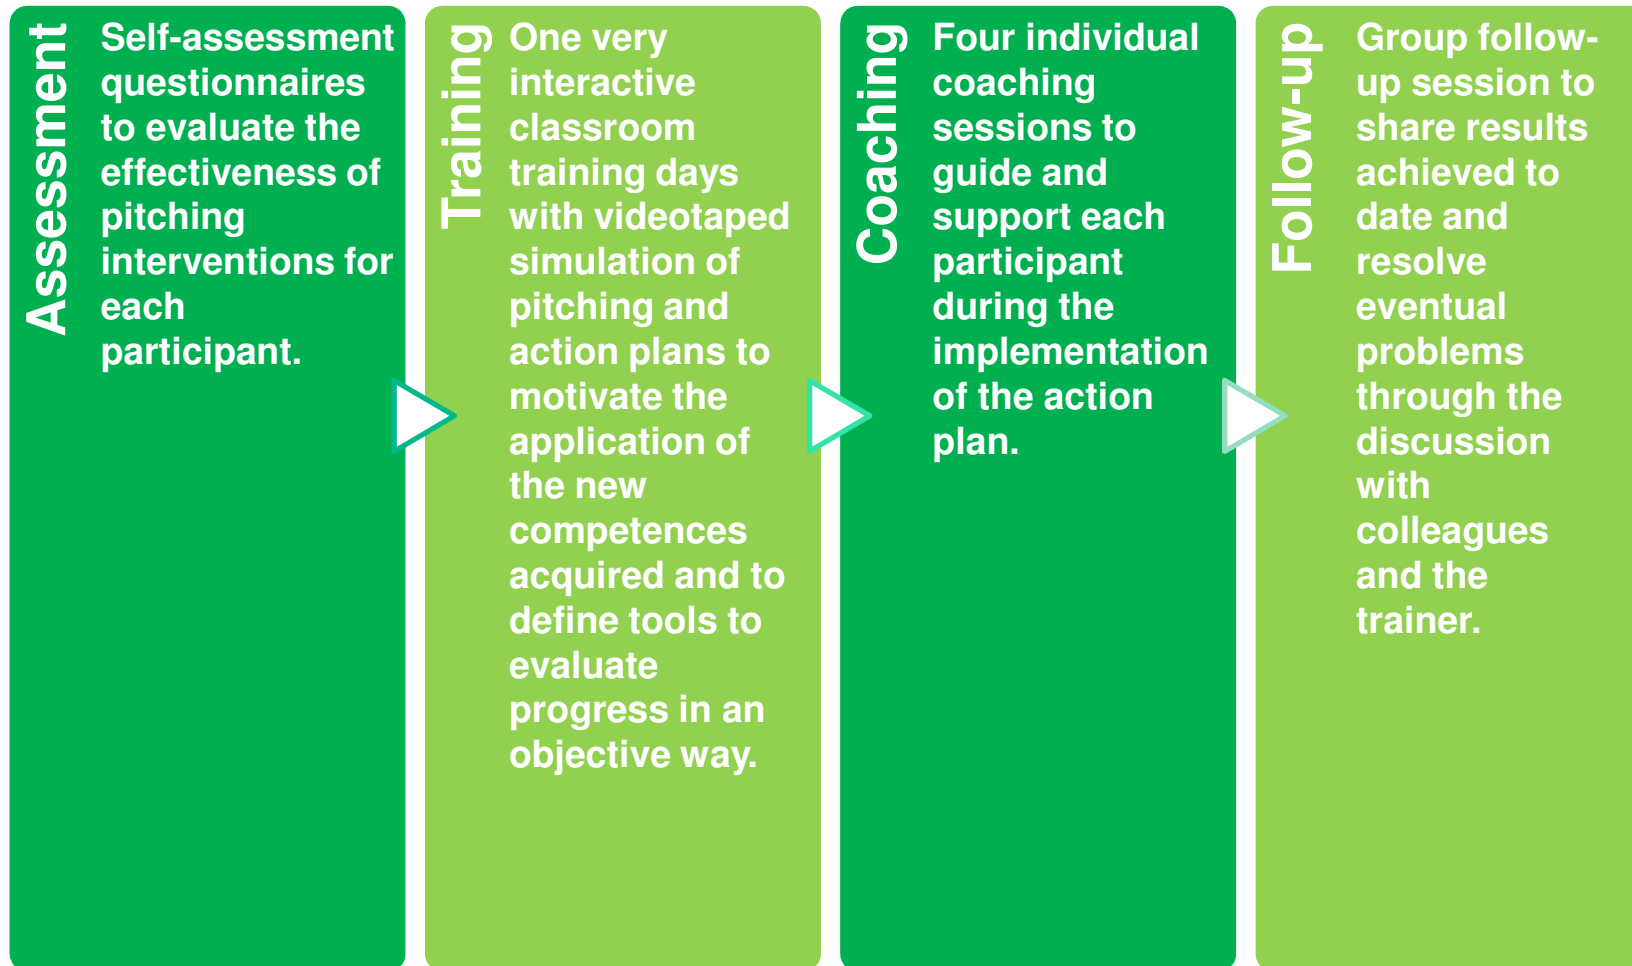 Assessment
Self-assessment
questionnaires
to evaluate the
effectiveness of
pitching
interventions for
each
participant.
Training
One very
interactive
classroom
training days
with videotaped
simulation of
pitching and
action plans to
motivate the
application of
the new
competences
acquired and to
define tools to
evaluate
progress in an
objective way.
Coaching
Four individual
coaching
sessions to
guide and
support each
participant
during the
implementation
of the action
plan.
Follow-up
Group follow-
up session to
share results
achieved to
date and
resolve
eventual
problems
through the
discussion
with
colleagues
and the
trainer.